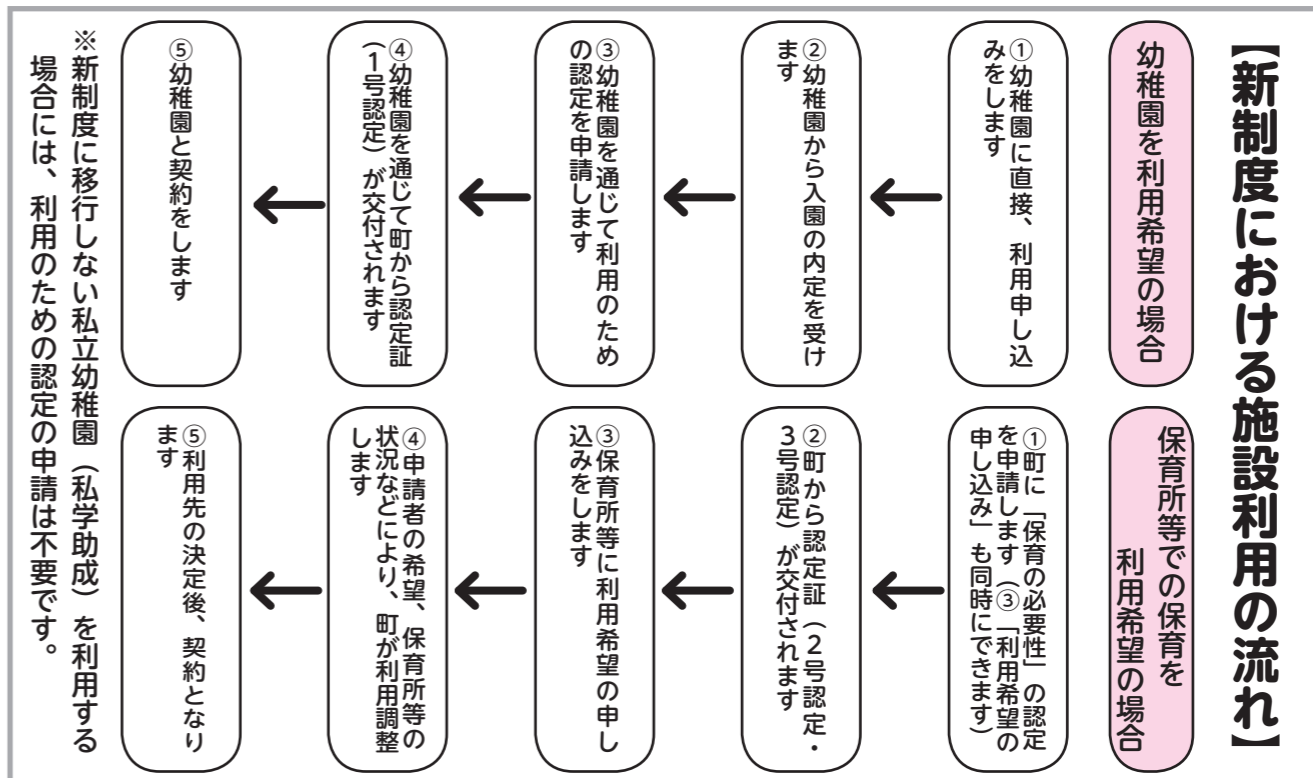 【新制度における施設利用の流れ】
幼稚園を利用希望の場合
①幼稚園に直接、利用申し込
みをします
②幼稚園から入園の内定を受け
ます
③幼稚園を通じて利用のため
の認定を申請します
④幼稚園を通じて町から認定証
（１号認定）が交付されます
⑤幼稚園と契約をします
保育所等での保育を
利用希望の場合
①町に「保育の必要性」の認定
を申請します（③「利用希望の
申し込み」も同時にできます）
②町から認定証（２号認定・
３号認定）が交付されます
③保育所等に利用希望の申し
込みをします
④申請者の希望、保育所等の
状況などにより、町が利用調整
します
⑤利用先の決定後、契約となり
ます
※新制度に移行しない私立幼稚園（私学助成）を利用する
場合には、利用のための認定の申請は不要です。